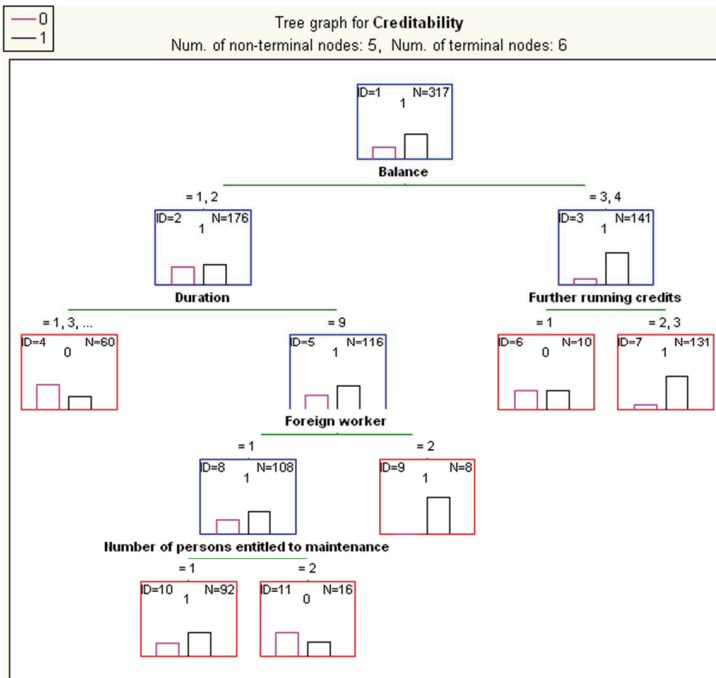 0
1
Tree graph for Creditability
Num. of non-terminal nodes: 5, Num. of terminal nodes: 6
ID=1 N=317
1
Balance
= 1, 2 = 3, 4
ID=2 N=176 ID=3 N=141
1 1
Duration Further running credits
= 1, 3, ... = 9 = 1 = 2, 3
ID=4 N=60 ID=5 N=116 ID=6 N=10 ID=7 N=131
0 1 0 1
Foreign worker
= 1 = 2
ID=8 N=108 ID=9 N=8
1 1
Number of persons entitled to maintenance
= 1 = 2
ID=10 N=92 ID=11 N=16
1 0